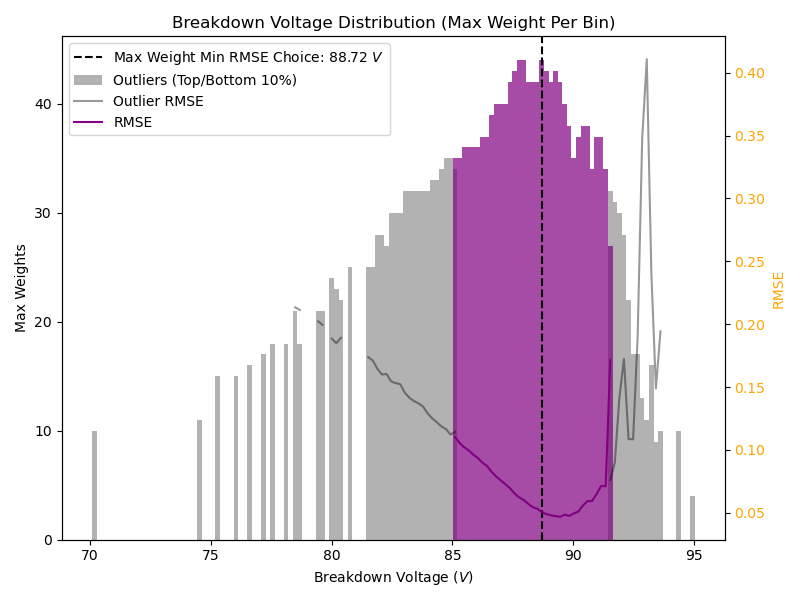 Breakdown Voltage Distribution (Max Weight Per Bin)
Max Weight Min RMSE Choice: 88.72 V
Outliers (Top/Bottom 10%)
Outlier RMSE
RMSE
Max Weights
40
30
20
10
0
0.40
0.35
0.30
0.25
0.20
0.15
0.10
0.05
RMSE
70 75 80 85 90 95
Breakdown Voltage (V)